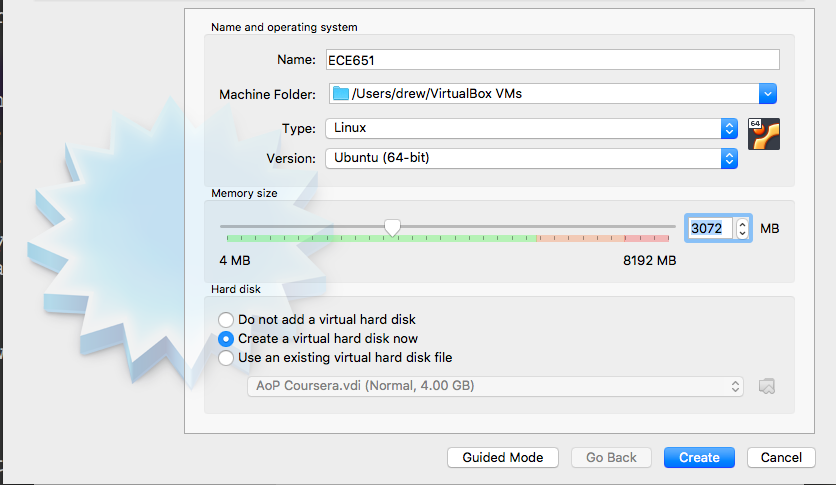 Name and operating system
Name: ECE651
Machine Folder: /Users/drew/VirtualBox VMs
Type: Linux
64
Version: Ubuntu (64-bit)
Memory size
3072 MB
4 MB 8192 MB
Hard disk
Do not add a virtual hard disk
Create a virtual hard disk now
Use an existing virtual hard disk file
AoP Coursera.vdi (Normal, 4.00 GB)
Guided Mode Go Back Create Cancel